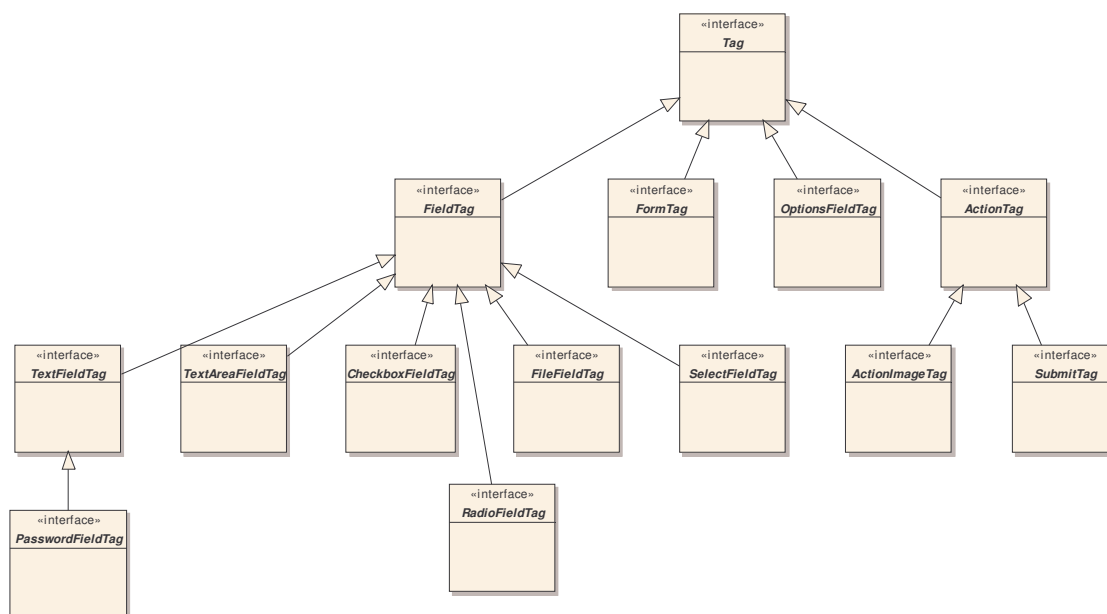 «interface»
Tag
«interface»
FieldTag
«interface»
FormTag
«interface»
OptionsFieldTag
«interface»
ActionTag
«interface»
TextFieldTag
«interface»
TextAreaFieldTag
«interface»
CheckboxFieldTag
«interface»
FileFieldTag
«interface»
SelectFieldTag
«interface»
ActionImageTag
«interface»
SubmitTag
«interface»
RadioFieldTag
«interface»
PasswordFieldTag